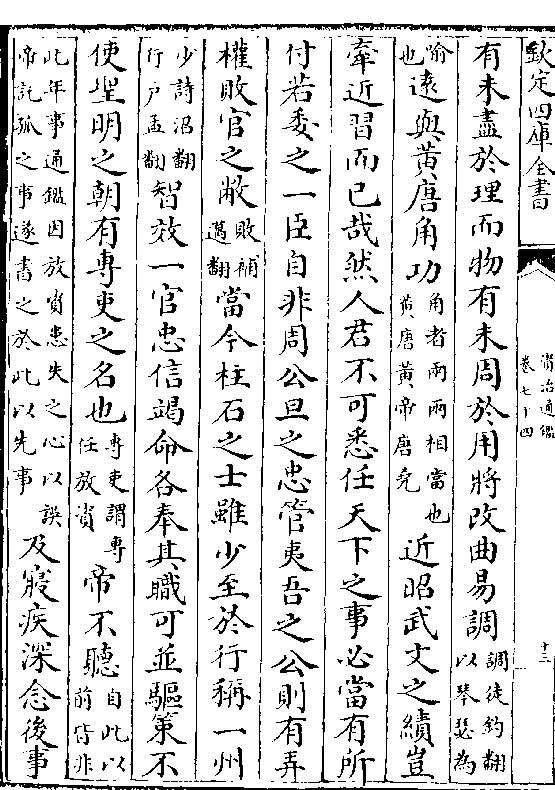 欽定四庫全書
資治通鑑
卷七十四
十三
有未盡於理而物有未周於用將改曲易調調徒釣翻以琴瑟為
喻也遠與黄唐角功角者兩兩相當也黄唐黄帝唐堯近昭武文之績豈
牽近習而已哉然人君不可悉任天下之事必當有所
付若委之一臣自非周公旦之忠管夷吾之公則有弄
權敗官之敝敗補邁翻當今柱石之士雖少至於行稱一州
少詩沼翻行户孟翻智效一官忠信竭命各奉其職可並驅策不
使聖明之朝有專吏之名也專吏謂專任放資帝不聽自此以前皆非
此年事通鑑因放資患失之心以誤帝託孤之事遂書之於此以先事及寢疾深念後事